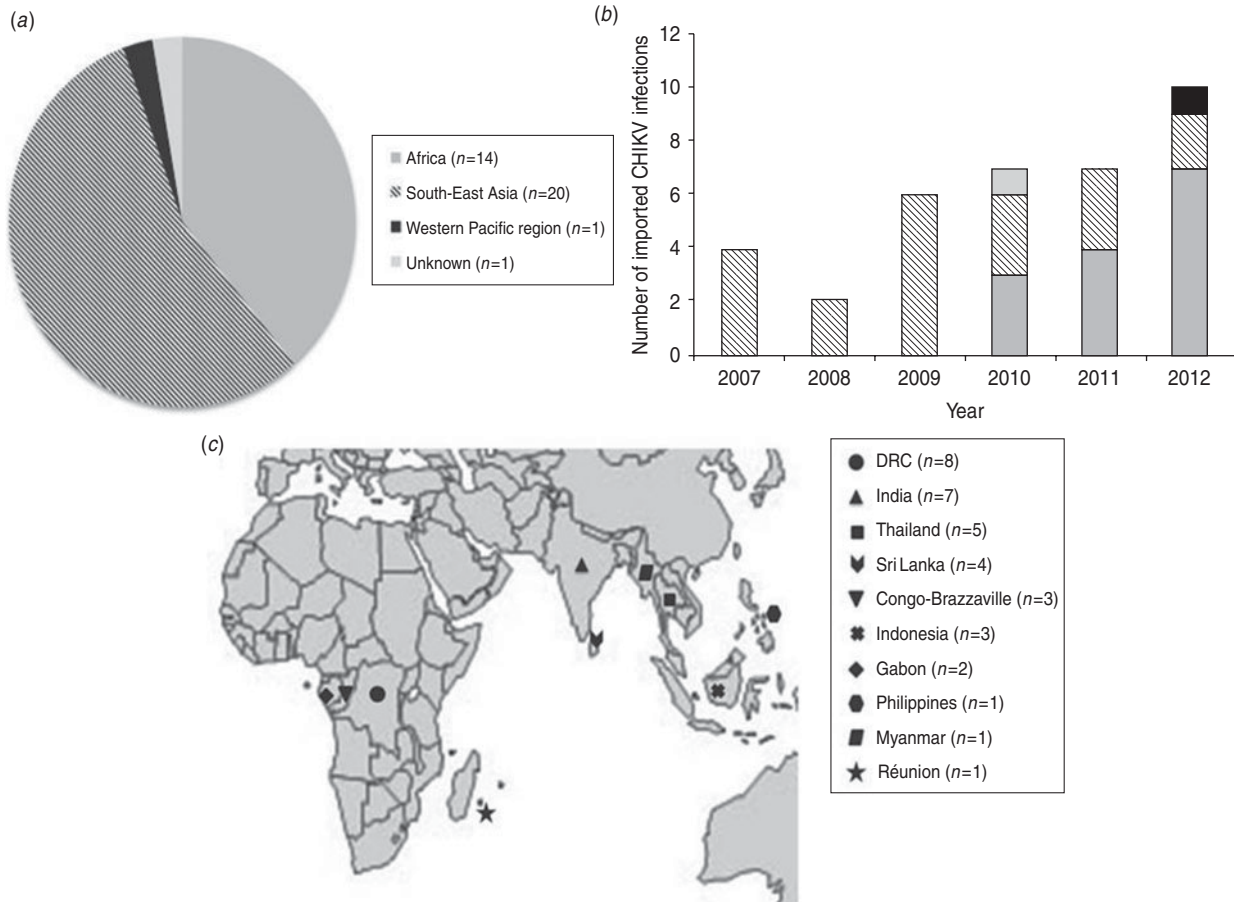 (a)
Africa (n=14)
South-East Asia (n=20)
Western Pacific region (n=1)
Unknown (n=1)
(b)
Number of imported CHIKV infections
12
10
8
6
4
2
0
2007 2008 2009 2010 2011 2012
Year
(c)
DRC (n=8)
India (n=7)
Thailand (n=5)
Sri Lanka (n=4)
Congo-Brazzaville (n=3)
Indonesia (n=3)
Gabon (n=2)
Philippines (n=1)
Myanmar (n=1)
Réunion (n=1)